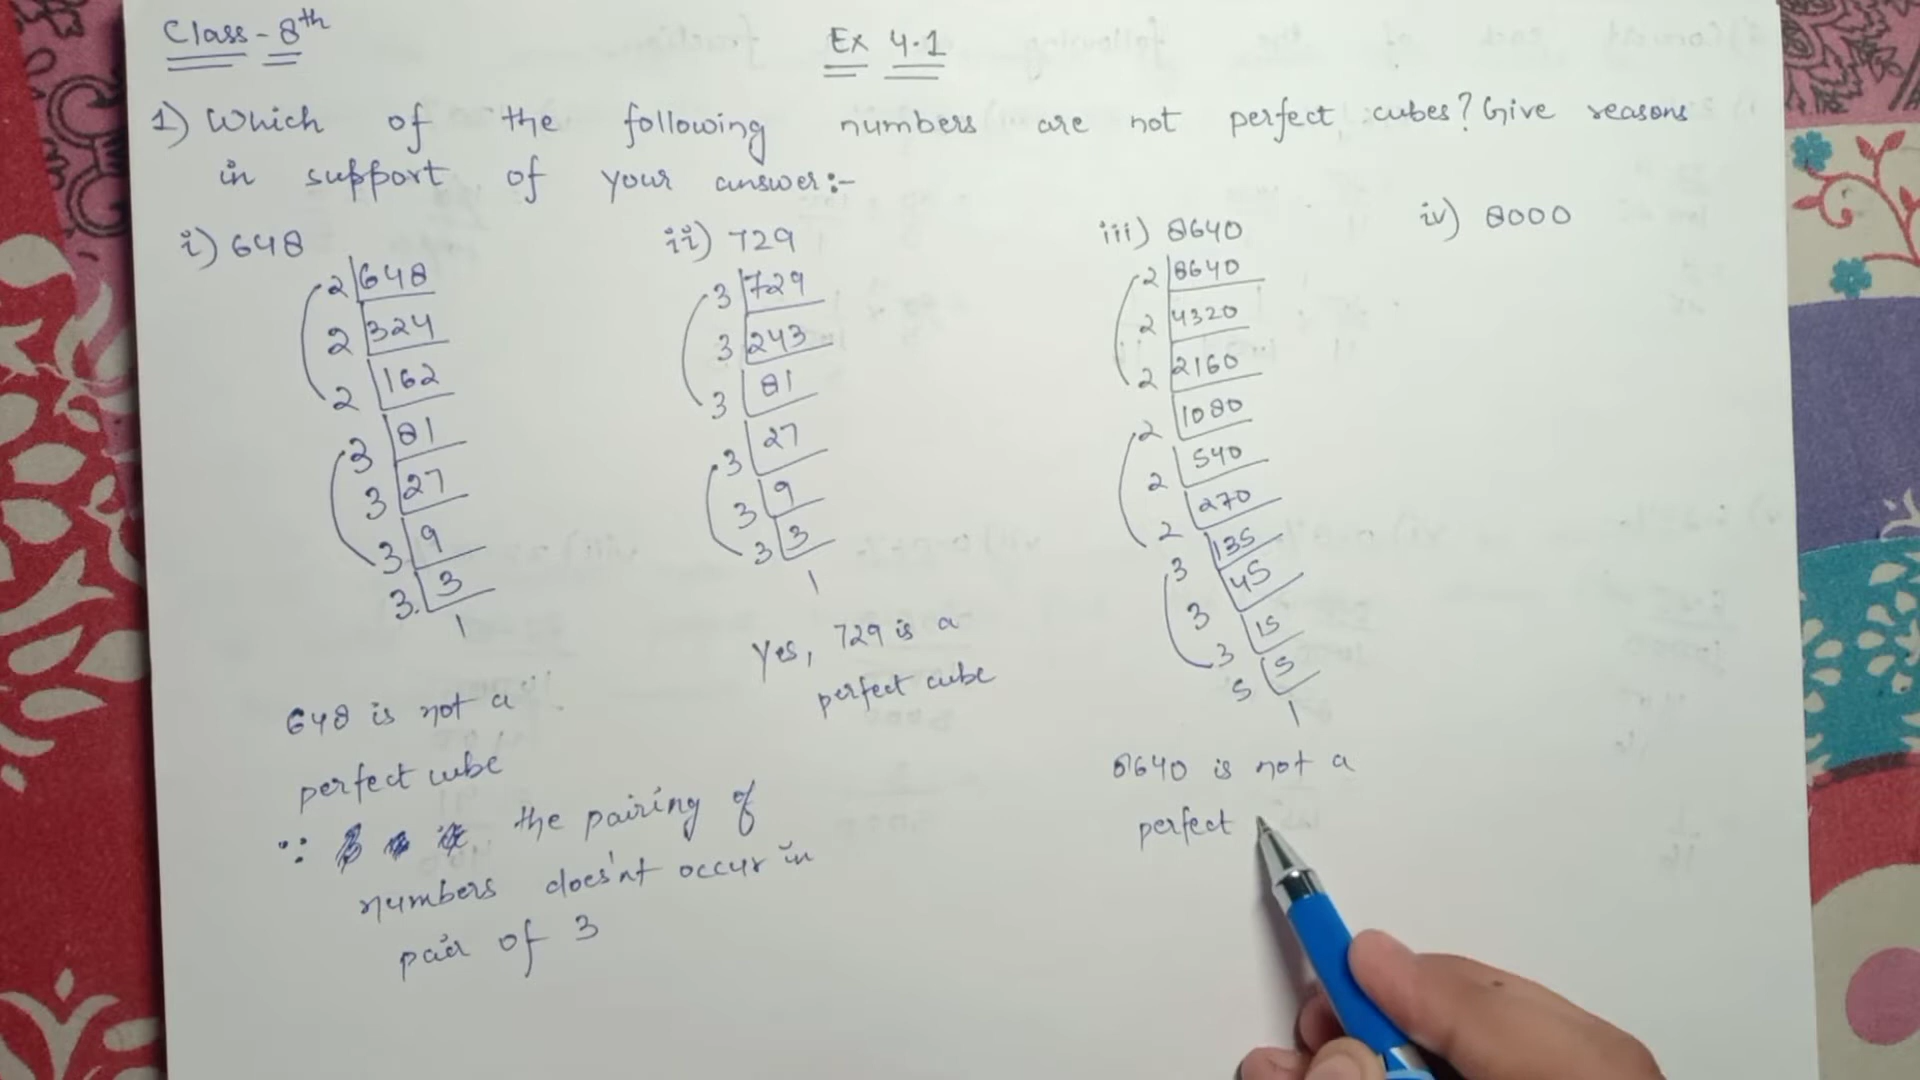 Class - 8th
Ex 4.1
1) Which of the following numbers are not perfect cubes? Give reasons
in support of your answer:-
i) 648
2 648
2 324
2 162
3 81
3 27
3 9
3 3
1
648 is not a
perfect cube
∵ the pairing of
numbers does'nt occur in
pair of 3
ii) 729
3 729
3 243
3 81
3 27
3 9
3 3
1
Yes, 729 is a
perfect cube
iii) 8640
2 8640
2 4320
2 2160
2 1080
2 540
2 270
3 135
3 45
3 15
5 5
1
8640 is not a
perfect
iv) 8000